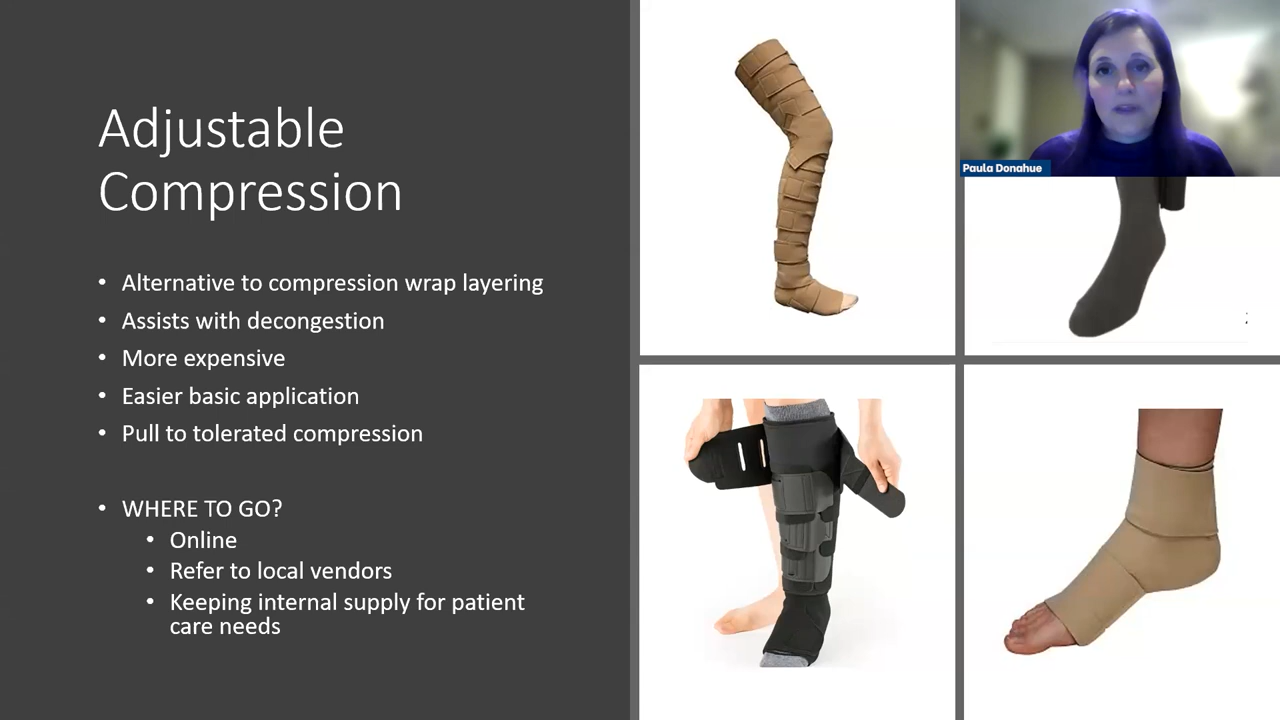 Adjustable
Compression
• Alternative to compression wrap layering
• Assists with decongestion
• More expensive
• Easier basic application
• Pull to tolerated compression
• WHERE TO GO?
• Online
• Refer to local vendors
• Keeping internal supply for patient
care needs
Paula Donahue
;